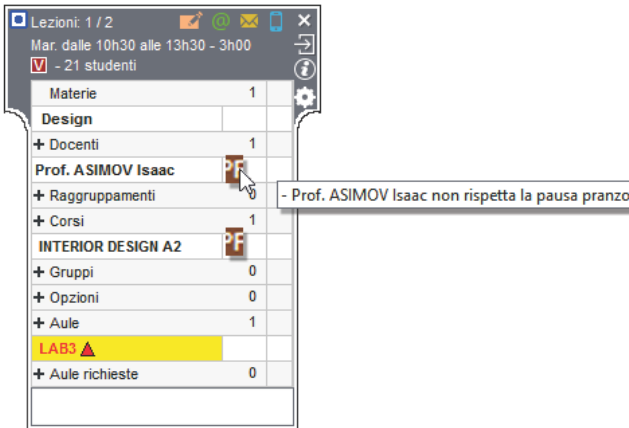 Lezioni: 1 / 2
Mar. dalle 10h30 alle 13h30 - 3h00
V - 21 studenti
Materie 1
Design
+ Docenti 1
Prof. ASIMOV Isaac PF
- Prof. ASIMOV Isaac non rispetta la pausa pranzo
+ Raggruppamenti 0
+ Corsi 1
INTERIOR DESIGN A2 PF
+ Gruppi 0
+ Opzioni 0
+ Aule 1
LAB3
+ Aule richieste 0